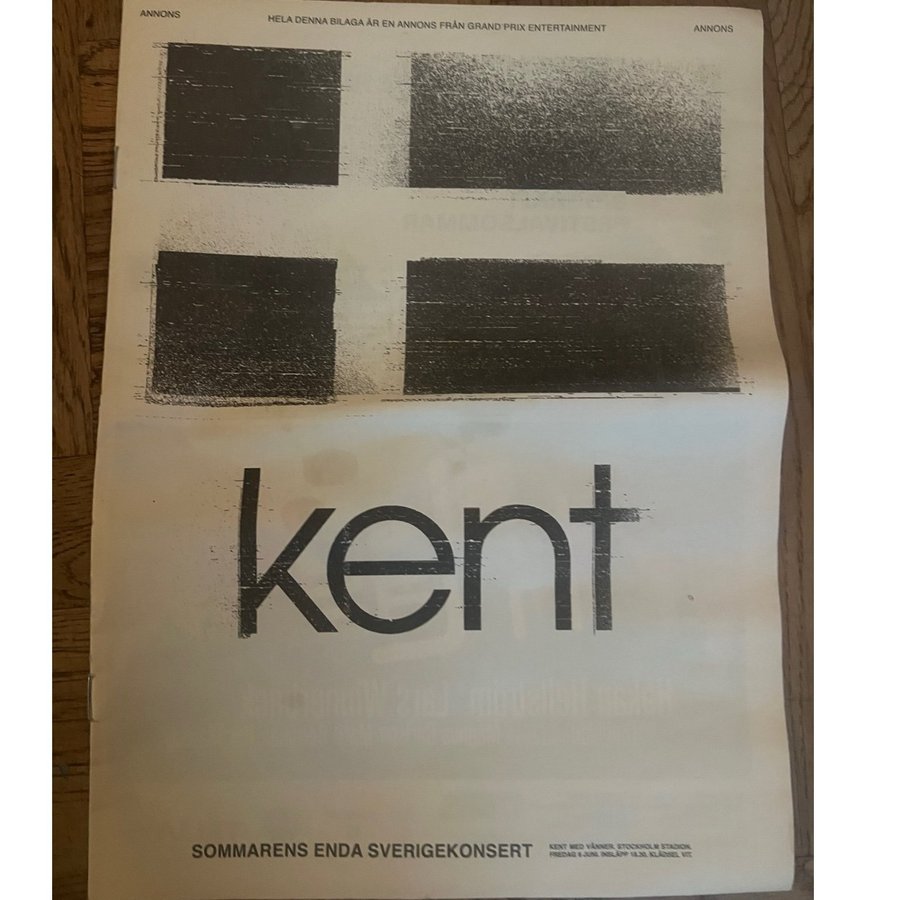 ANNONS
HELA DENNA BILAGA ÄR EN ANNONS FRÅN GRAND PRIX ENTERTAINMENT
ANNONS
kent
SOMMARENS ENDA SVERIGEKONSERT
KENT MED VÄNNER. STOCKHOLM STADION.
FREDAG 6 JUNI. INSLÄPP 16.30. KLÄDSEL VIT.